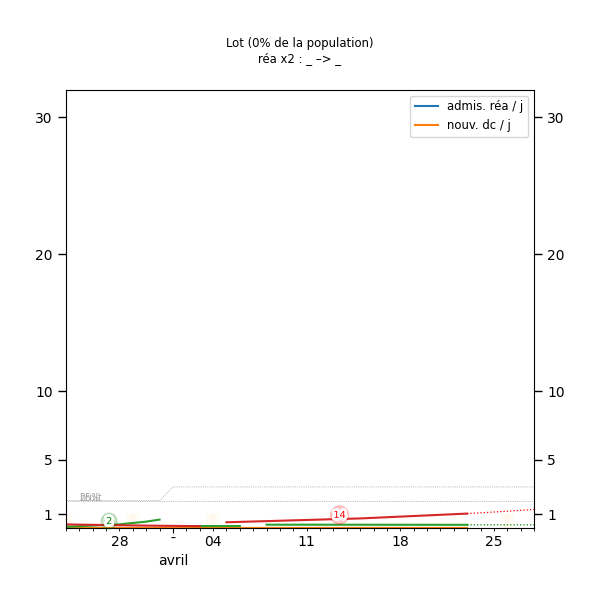 Lot (0% de la population)
réa x2 : _ –> _
admis. réa / j
nouv. dc / j
30 30
20 20
10 10
5 5
1 1
2
14
28 - 04 11 18 25
avril